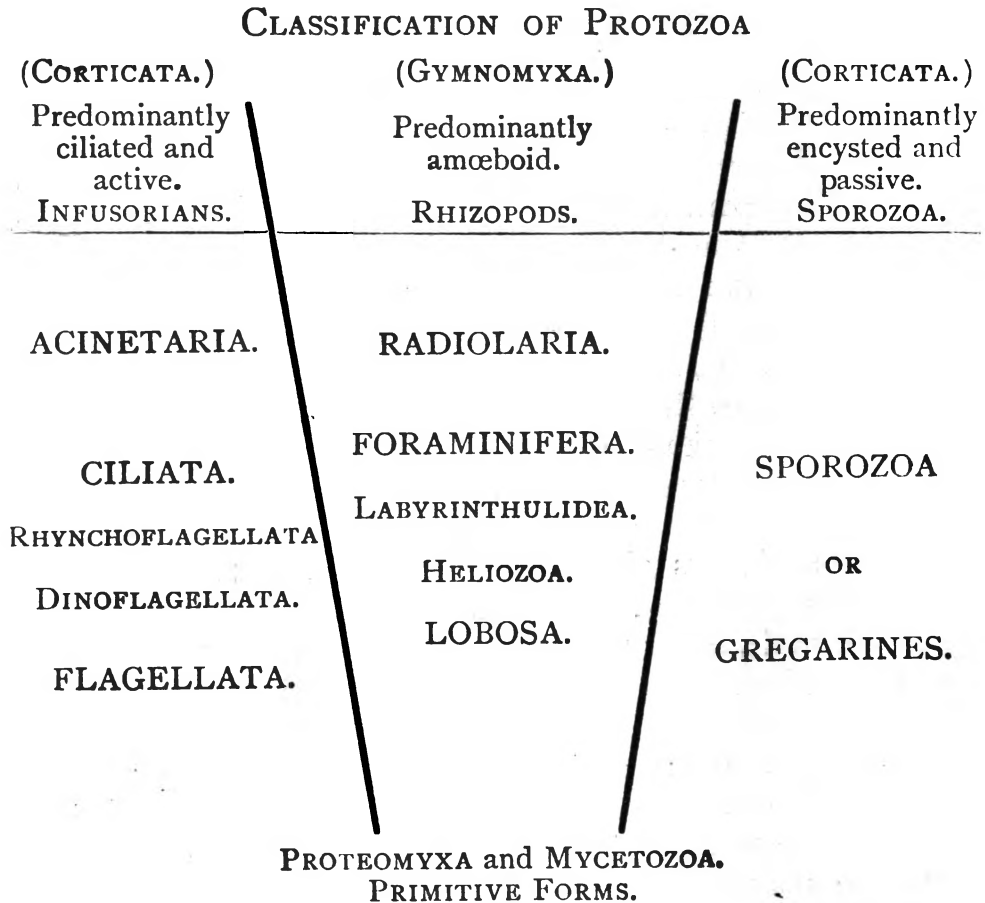 CLASSIFICATION OF PROTOZOA
(CORTICATA.)
Predominantly
ciliated and
active.
INFUSORIANS.
(GYMNOMYXA.)
Predominantly
amœboid.
RHIZOPODS.
(CORTICATA.)
Predominantly
encysted and
passive.
SPOROZOA.
ACINETARIA.
CILIATA.
RHYNCHOFLAGELLATA
DINOFLAGELLATA.
FLAGELLATA.
RADIOLARIA.
FORAMINIFERA.
LABYRINTHULIDEA.
HELIOZOA.
LOBOSA.
SPOROZOA
OR
GREGARINES.
PROTEOMYXA and MYCETOZOA.
PRIMITIVE FORMS.